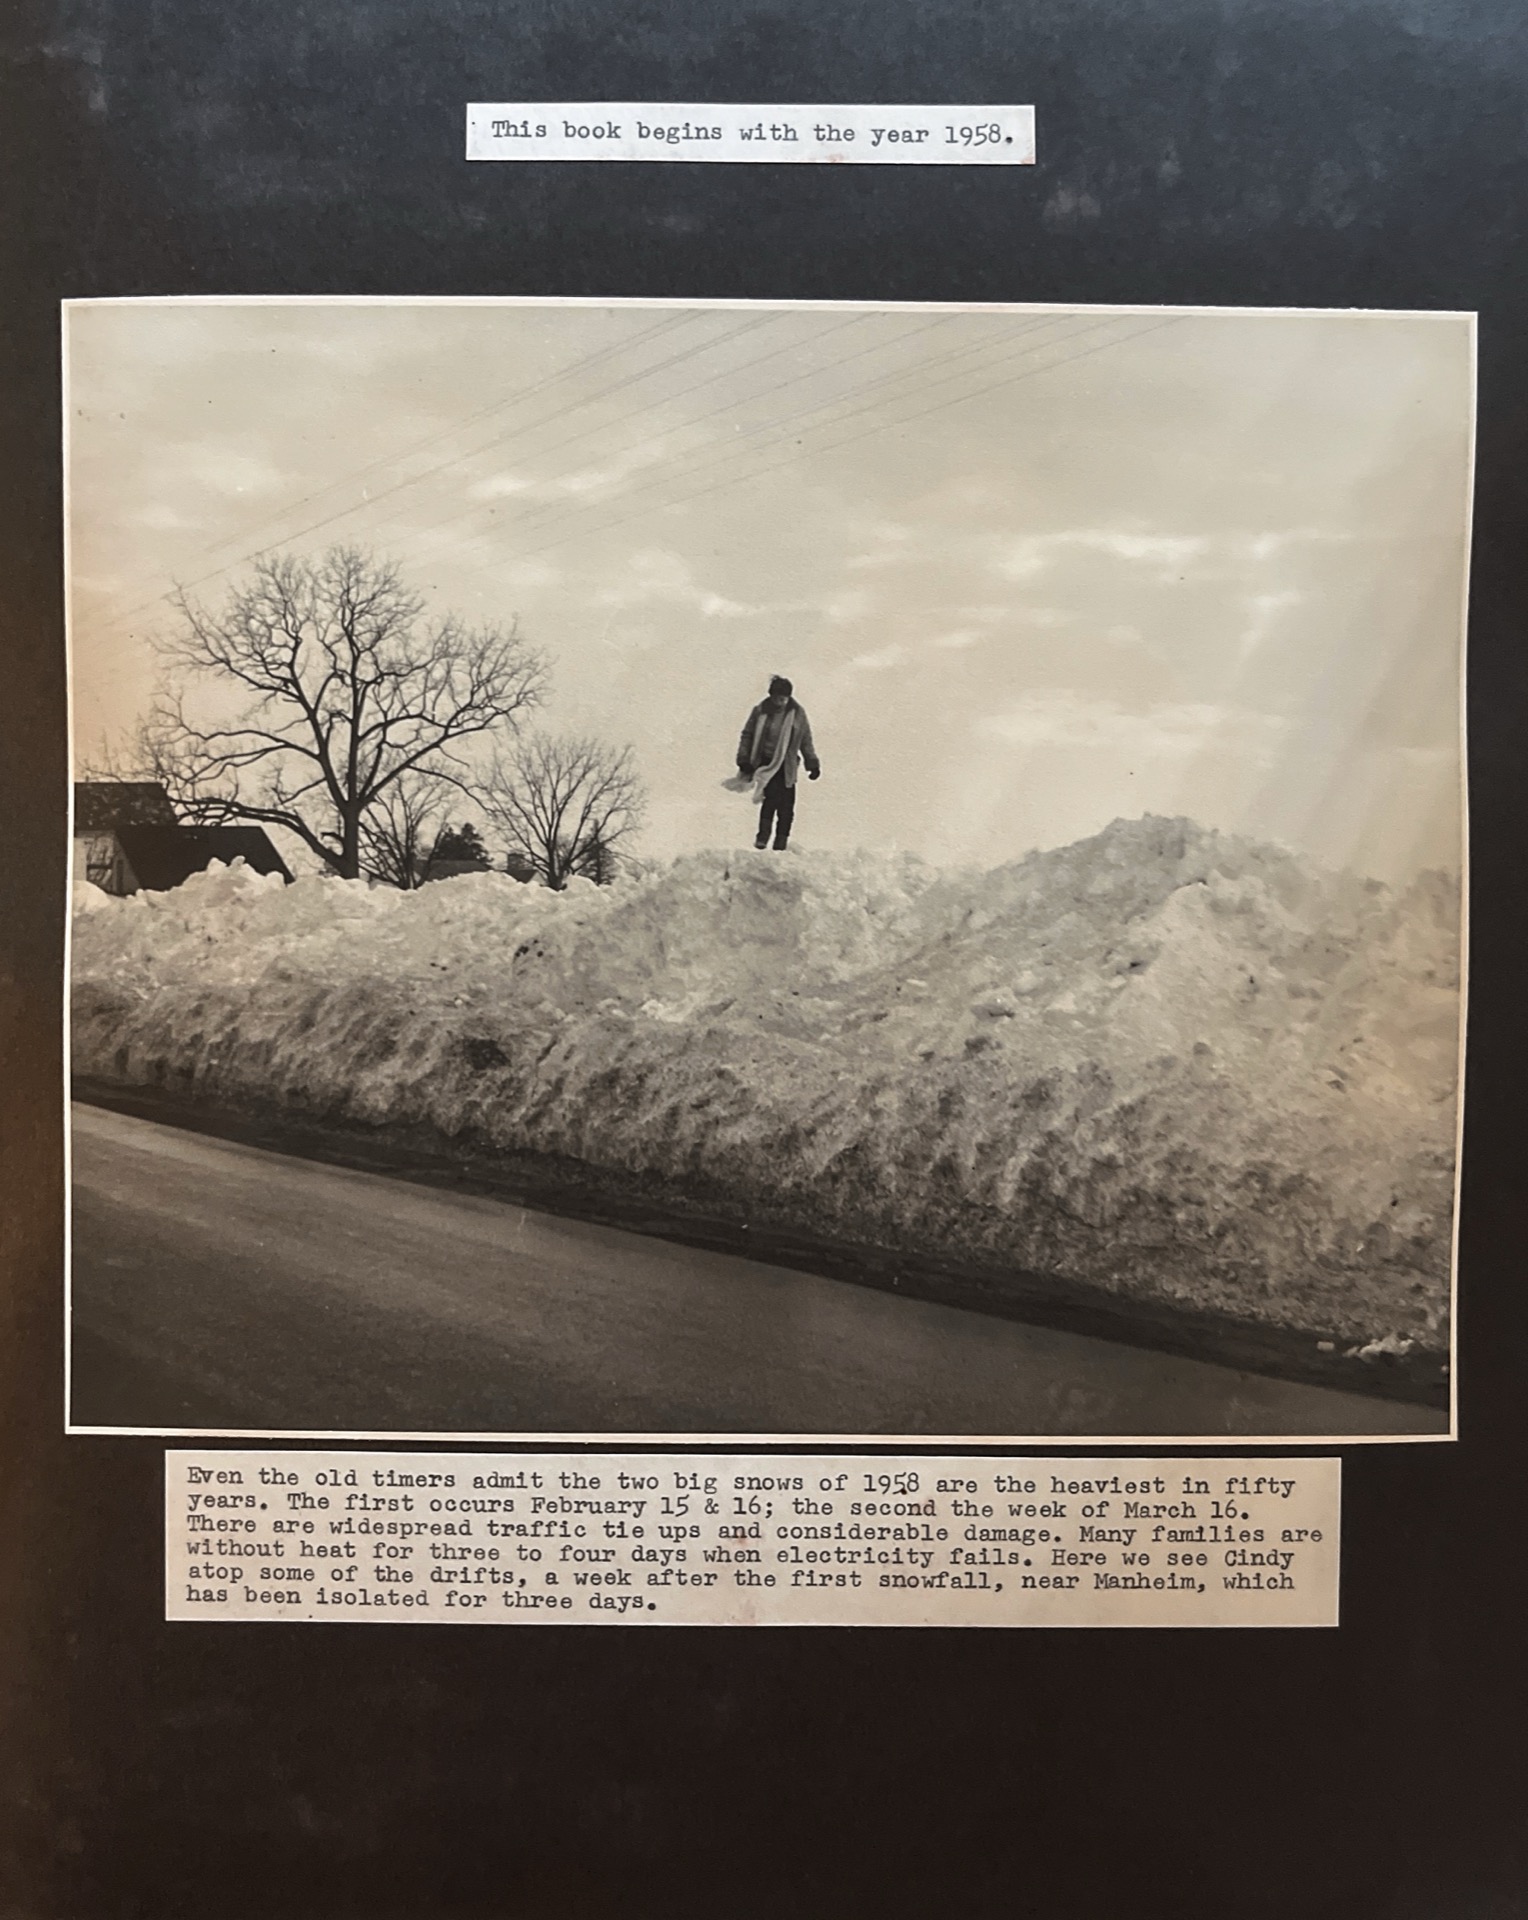 This book begins with the year 1958.
Even the old timers admit the two big snows of 1958 are the heaviest in fifty
years. The first occurs February 15 & 16; the second the week of March 16.
There are widespread traffic tie ups and considerable damage. Many families are
without heat for three to four days when electricity fails. Here we see Cindy
atop some of the drifts, a week after the first snowfall, near Manheim, which
has been isolated for three days.